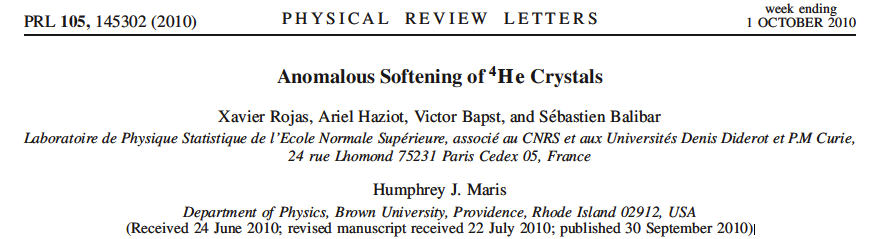 PRL 105, 145302 (2010)
PHYSICAL REVIEW LETTERS
week ending
1 OCTOBER 2010
Anomalous Softening of ⁴He Crystals
Xavier Rojas, Ariel Haziot, Victor Bapst, and Sébastien Balibar
Laboratoire de Physique Statistique de l'Ecole Normale Supérieure, associé au CNRS et aux Universités Denis Diderot et P.M Curie,
24 rue Lhomond 75231 Paris Cedex 05, France
Humphrey J. Maris
Department of Physics, Brown University, Providence, Rhode Island 02912, USA
(Received 24 June 2010; revised manuscript received 22 July 2010; published 30 September 2010)